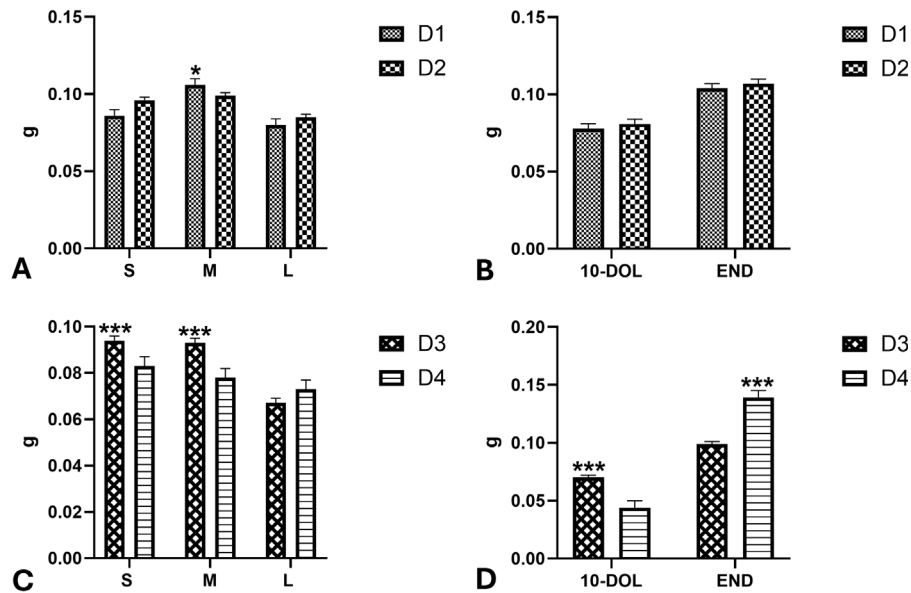 0.15
0.10
0.05
0.00
g
*
S M L
D1
D2
A
0.15
0.10
0.05
0.00
g
10-DOL END
D1
D2
B
0.10
0.08
0.06
0.04
0.02
0.00
g
*** ***
S M L
D3
D4
C
0.20
0.15
0.10
0.05
0.00
g
***
***
10-DOL END
D3
D4
D